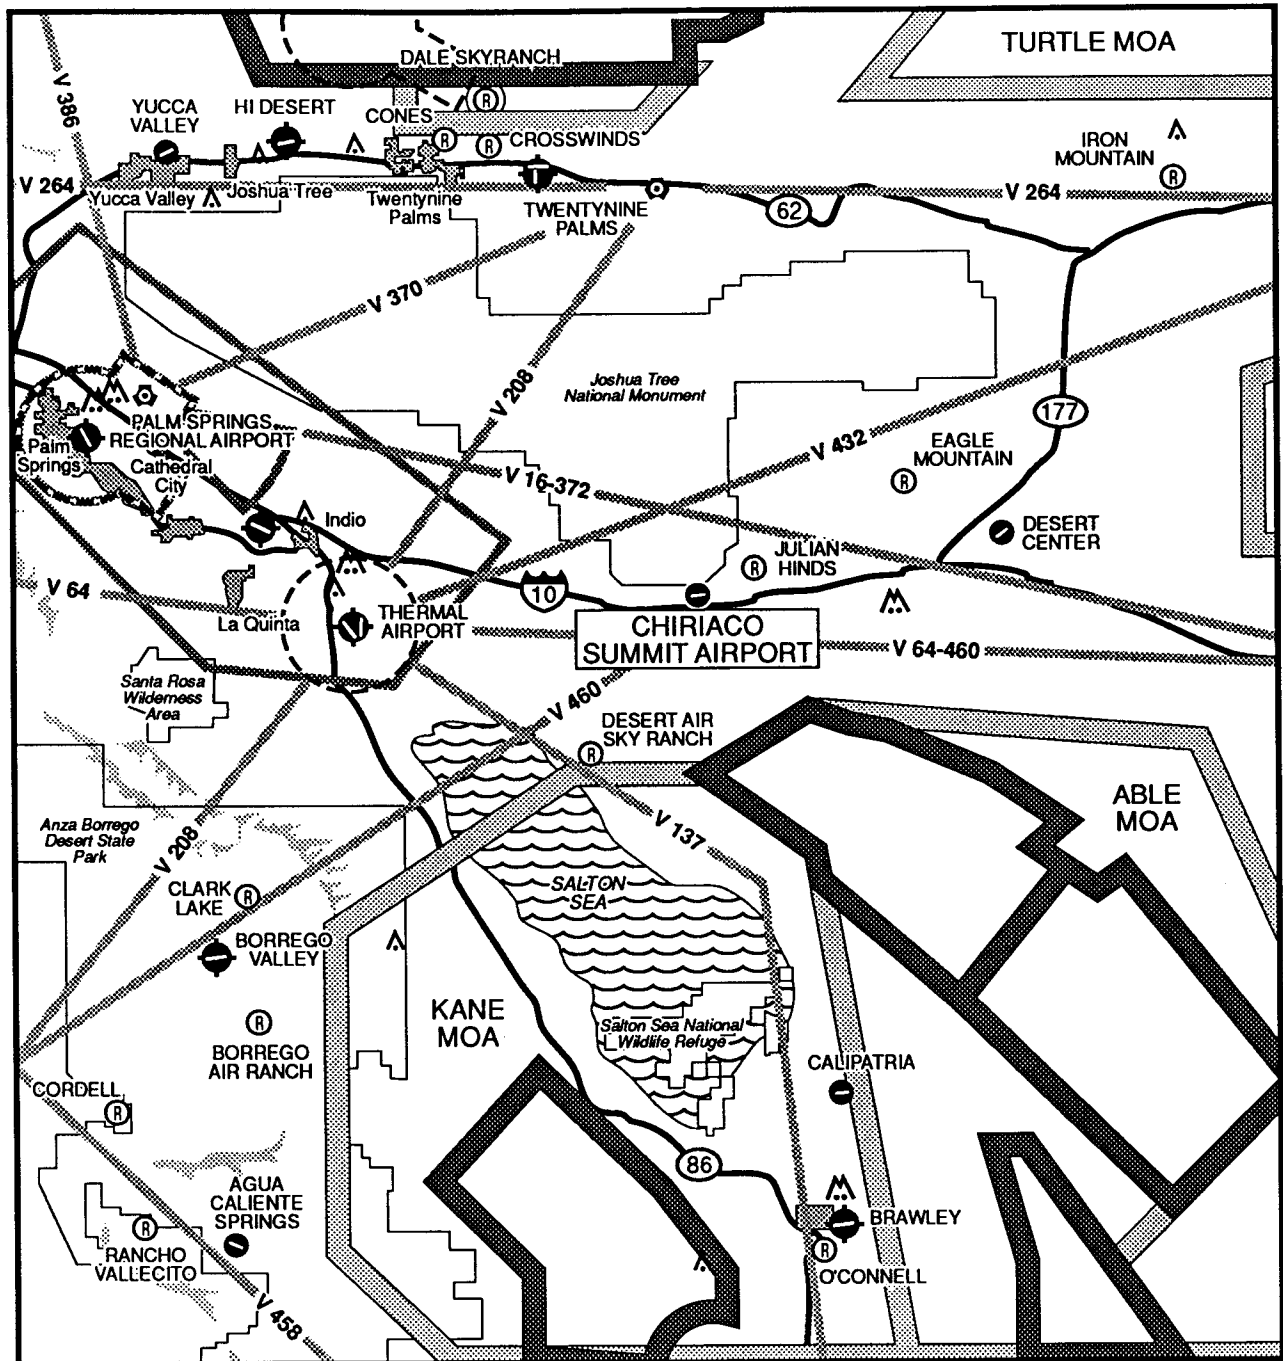 TURTLE MOA
DALE SKYRANCH
R
V 386
YUCCA
VALLEY
HI DESERT
CONES
R
R
CROSSWINDS
IRON
MOUNTAIN
R
V 264
Yucca Valley
Joshua Tree
Twentynine
Palms
TWENTYNINE
PALMS
62
V 264
V 370
V 208
Joshua Tree
National Monument
177
V 432
PALM SPRINGS
REGIONAL AIRPORT
Palm
Springs
Cathedral
City
V 16-372
EAGLE
MOUNTAIN
R
Indio
DESERT
CENTER
JULIAN
HINDS
R
V 64
10
La Quinta
THERMAL
AIRPORT
CHIRIACO
SUMMIT AIRPORT
V 64-460
Santa Rosa
Wilderness
Area
V 460
DESERT AIR
SKY RANCH
R
ABLE
MOA
Anza Borrego
Desert State
Park
V 208
V 137
CLARK
LAKE
R
SALTON
SEA
BORREGO
VALLEY
KANE
MOA
R
BORREGO
AIR RANCH
Salton Sea National
Wildlife Refuge
CALIPATRIA
CORDELL
R
86
AGUA
CALIENTE
SPRINGS
R
RANCHO
VALLECITO
BRAWLEY
R
O'CONNELL
V 458